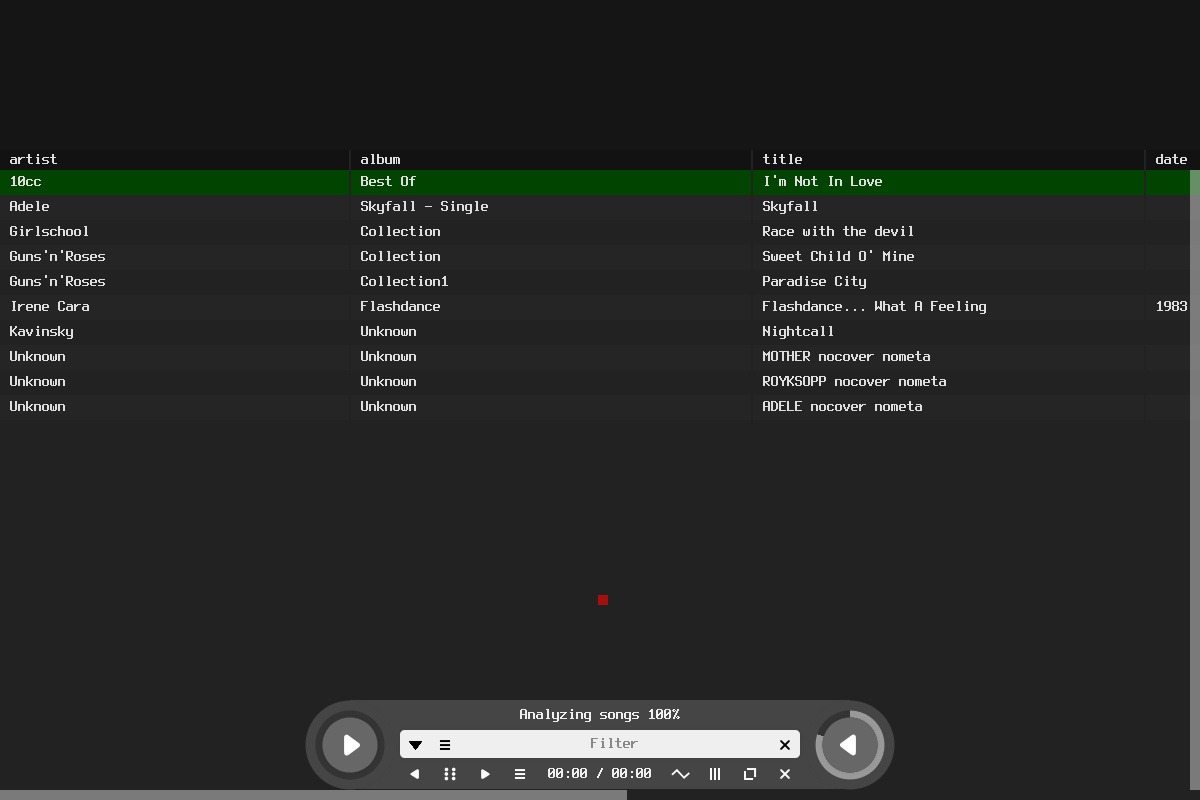 artist album title date
10cc Best Of I'm Not In Love
Adele Skyfall - Single Skyfall
Girlschool Collection Race with the devil
Guns'n'Roses Collection Sweet Child O' Mine
Guns'n'Roses Collection1 Paradise City
Irene Cara Flashdance Flashdance... What A Feeling 1983
Kavinsky Unknown Nightcall
Unknown Unknown MOTHER nocover nometa
Unknown Unknown ROYKSOPP nocover nometa
Unknown Unknown ADELE nocover nometa
Analyzing songs 100%
Filter
00:00 / 00:00